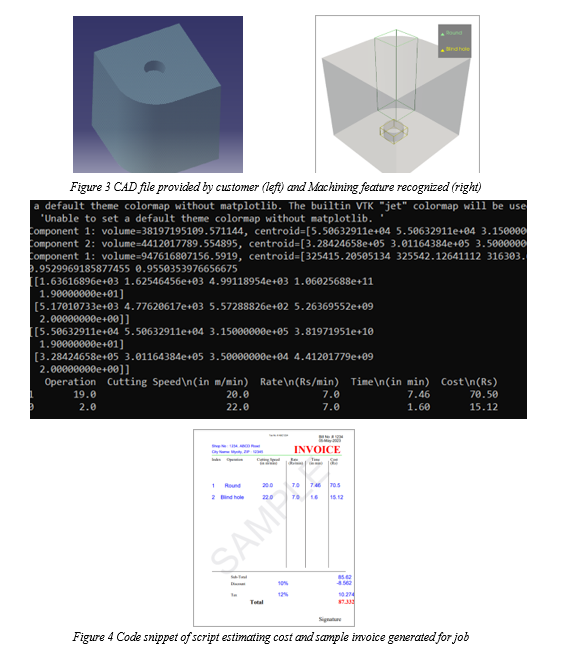 Round
Blind hole
Figure 3 CAD file provided by customer (left) and Machining feature recognized (right)
a default theme colormap without matplotlib. The builtin VTK "jet" colormap will be use
'Unable to set a default theme colormap without matplotlib. '
Component 1: volume=38197195109.571144, centroid=[5.50632911e+04 5.50632911e+04 3.150000
Component 2: volume=4412017789.554895, centroid=[3.28424658e+05 3.01164384e+05 3.5000000
Component 3: volume=947616807156.5919, centroid=[325415.20505134 325542.12641112 316303.
0.9529969185877455 0.9550353976656675
[[1.63616896e+03 1.62546456e+03 4.99118954e+03 1.06025688e+11
1.90000000e+01]
[5.17010733e+03 4.77620617e+03 5.57288826e+02 5.26369552e+09
2.00000000e+00]]
[[5.50632911e+04 5.50632911e+04 3.15000000e+05 3.81971951e+10
1.90000000e+01]
[3.28424658e+05 3.01164384e+05 3.50000000e+04 4.41201779e+09
2.00000000e+00]]
Operation Cutting Speed\n(in m/min) Rate\n(Rs/min) Time\n(in min) Cost\n(Rs)
1 19.0 20.0 7.0 7.46 70.50
0 2.0 22.0 7.0 1.60 15.12
Bill No. # 1234
05-May-2023
Shop No : 1234, ABCD Road
City Name, Mpnty, ZIP : 12345
INVOICE
Index Operation Cutting Speed (in m/min) Rate (Rs/min) Time (in min) Cost (Rs)
1 Round 20.0 7.0 7.46 70.5
2 Blind hole 22.0 7.0 1.6 15.12
SAMPLE
Sub-Total 85.62
Discount 10% -8.562
Tax 12% 10.274
Total 87.332
Signature
Figure 4 Code snippet of script estimating cost and sample invoice generated for job